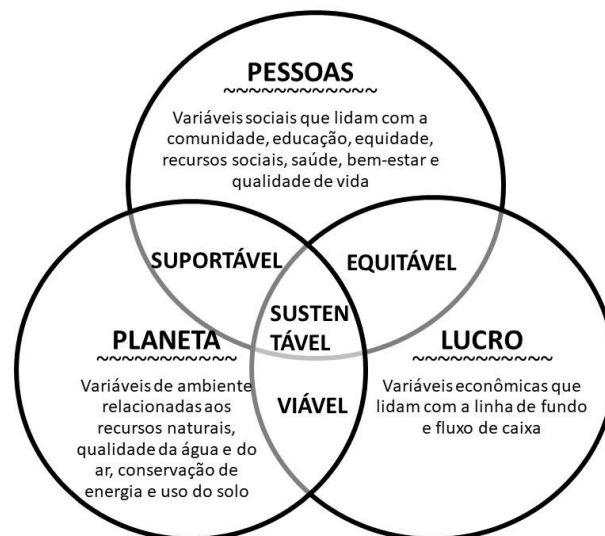 PESSOAS
~~~~~~~~~~~~
Variáveis sociais que lidam com a
comunidade, educação, equidade,
recursos sociais, saúde, bem-estar e
qualidade de vida
SUPORTÁVEL
EQUITÁVEL
SUSTEN
TÁVEL
PLANETA
~~~~~~~~~~~~
Variáveis de ambiente
relacionadas aos
recursos naturais,
qualidade da água e do
ar, conservação de
energia e uso do solo
VIÁVEL
LUCRO
~~~~~~~~~~~
Variáveis econômicas que
lidam com a linha de fundo
e fluxo de caixa